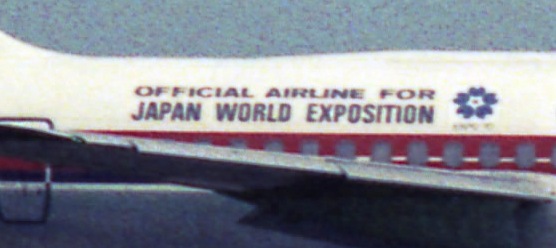 OFFICIAL AIRLINE FOR
JAPAN WORLD EXPOSITION